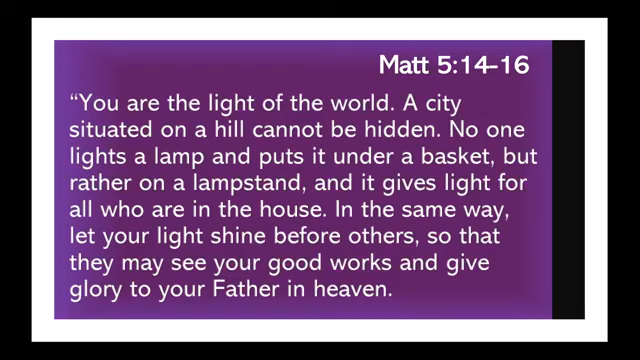 Matt 5:14-16
“You are the light of the world. A city
situated on a hill cannot be hidden. No one
lights a lamp and puts it under a basket, but
rather on a lampstand, and it gives light for
all who are in the house. In the same way,
let your light shine before others, so that
they may see your good works and give
glory to your Father in heaven.